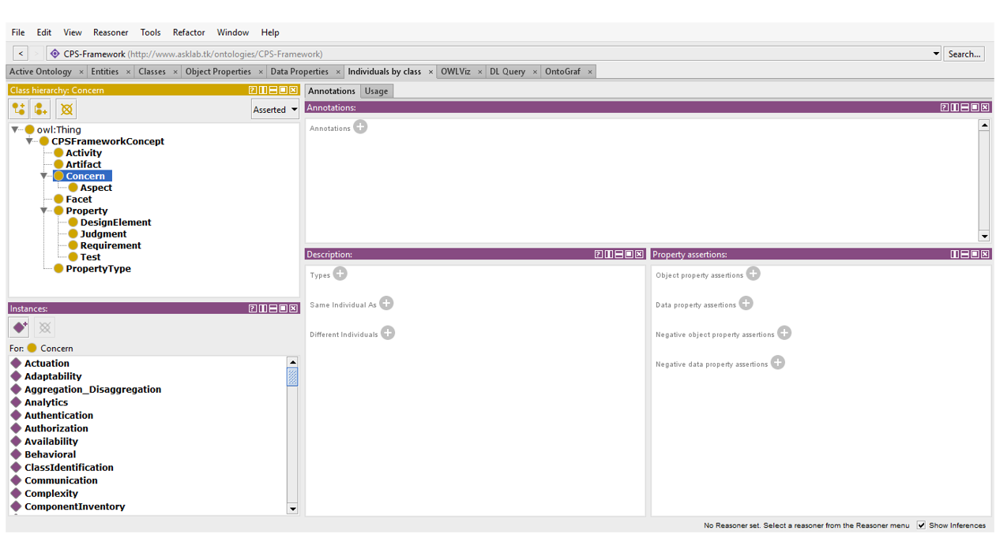 File Edit View Reasoner Tools Refactor Window Help
< > CPS-Framework (http://www.asklab.tk/ontologies/CPS-Framework) Search...
Active Ontology × Entities × Classes × Object Properties × Data Properties × Individuals by class × OWLViz × DL Query × OntoGraf ×
Class hierarchy: Concern
Asserted
owl:Thing
CPSFrameworkConcept
Activity
Artifact
Concern
Aspect
Facet
Property
DesignElement
Judgment
Requirement
Test
PropertyType
Instances:
For: Concern
Actuation
Adaptability
Aggregation_Disaggregation
Analytics
Authentication
Authorization
Availability
Behavioral
ClassIdentification
Communication
Complexity
ComponentInventory
Annotations Usage
Annotations:
Annotations
Description:
Types
Same Individual As
Different Individuals
Property assertions:
Object property assertions
Data property assertions
Negative object property assertions
Negative data property assertions
No Reasoner set. Select a reasoner from the Reasoner menu Show Inferences